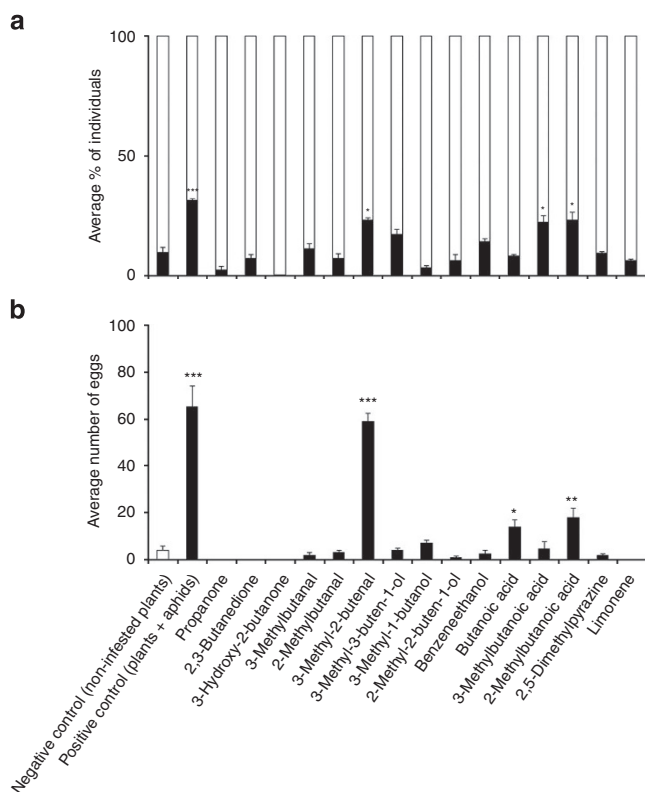 a
100
50
0
Average % of individuals
***
*
*
*
b
100
80
60
40
20
0
Average number of eggs
***
***
*
**
Negative control (non-infested plants)
Positive control (plants + aphids)
Propanone
2,3-Butanedione
3-Hydroxy-2-butanone
3-Methylbutanal
2-Methylbutanal
3-Methyl-2-butenal
3-Methyl-3-buten-1-ol
3-Methyl-1-butanol
2-Methyl-2-buten-1-ol
Benzeneethanol
Butanoic acid
3-Methylbutanoic acid
2-Methylbutanoic acid
2,5-Dimethylpyrazine
Limonene